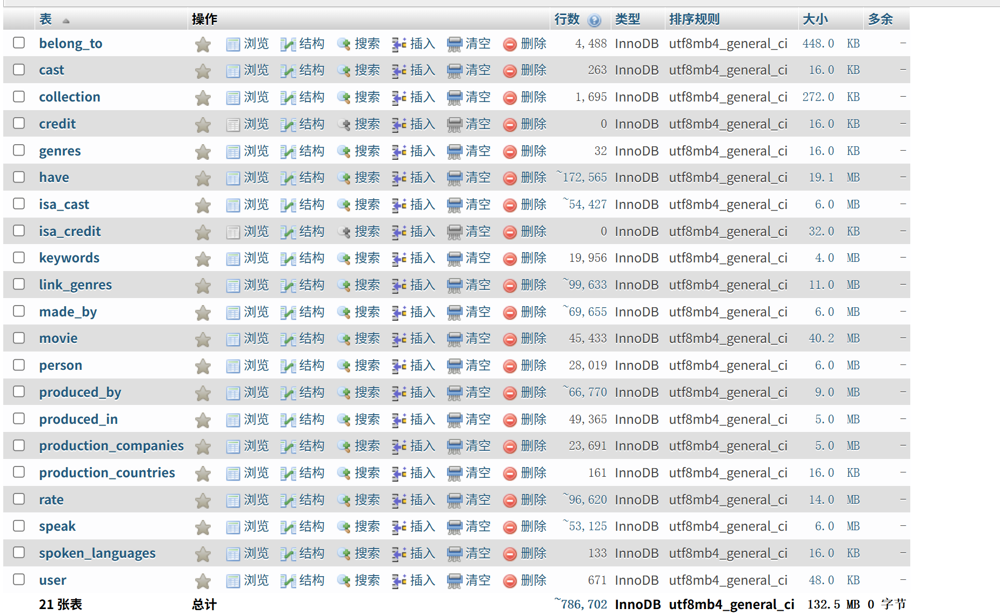 表 操作 行数 类型 排序规则 大小 多余
belong_to 浏览 结构 搜索 插入 清空 删除 4,488 InnoDB utf8mb4_general_ci 448.0 KB -
cast 浏览 结构 搜索 插入 清空 删除 263 InnoDB utf8mb4_general_ci 16.0 KB -
collection 浏览 结构 搜索 插入 清空 删除 1,695 InnoDB utf8mb4_general_ci 272.0 KB -
credit 浏览 结构 搜索 插入 清空 删除 0 InnoDB utf8mb4_general_ci 16.0 KB -
genres 浏览 结构 搜索 插入 清空 删除 32 InnoDB utf8mb4_general_ci 16.0 KB -
have 浏览 结构 搜索 插入 清空 删除 ~172,565 InnoDB utf8mb4_general_ci 19.1 MB -
isa_cast 浏览 结构 搜索 插入 清空 删除 ~54,427 InnoDB utf8mb4_general_ci 6.0 MB -
isa_credit 浏览 结构 搜索 插入 清空 删除 0 InnoDB utf8mb4_general_ci 32.0 KB -
keywords 浏览 结构 搜索 插入 清空 删除 19,956 InnoDB utf8mb4_general_ci 4.0 MB -
link_genres 浏览 结构 搜索 插入 清空 删除 ~99,633 InnoDB utf8mb4_general_ci 11.0 MB -
made_by 浏览 结构 搜索 插入 清空 删除 ~69,655 InnoDB utf8mb4_general_ci 6.0 MB -
movie 浏览 结构 搜索 插入 清空 删除 45,433 InnoDB utf8mb4_general_ci 40.2 MB -
person 浏览 结构 搜索 插入 清空 删除 28,019 InnoDB utf8mb4_general_ci 6.0 MB -
produced_by 浏览 结构 搜索 插入 清空 删除 ~66,770 InnoDB utf8mb4_general_ci 9.0 MB -
produced_in 浏览 结构 搜索 插入 清空 删除 49,365 InnoDB utf8mb4_general_ci 5.0 MB -
production_companies 浏览 结构 搜索 插入 清空 删除 23,691 InnoDB utf8mb4_general_ci 5.0 MB -
production_countries 浏览 结构 搜索 插入 清空 删除 161 InnoDB utf8mb4_general_ci 16.0 KB -
rate 浏览 结构 搜索 插入 清空 删除 ~96,620 InnoDB utf8mb4_general_ci 14.0 MB -
speak 浏览 结构 搜索 插入 清空 删除 ~53,125 InnoDB utf8mb4_general_ci 6.0 MB -
spoken_languages 浏览 结构 搜索 插入 清空 删除 133 InnoDB utf8mb4_general_ci 16.0 KB -
user 浏览 结构 搜索 插入 清空 删除 671 InnoDB utf8mb4_general_ci 48.0 KB -
21 张表 总计 ~786,702 InnoDB utf8mb4_general_ci 132.5 MB 0 字节